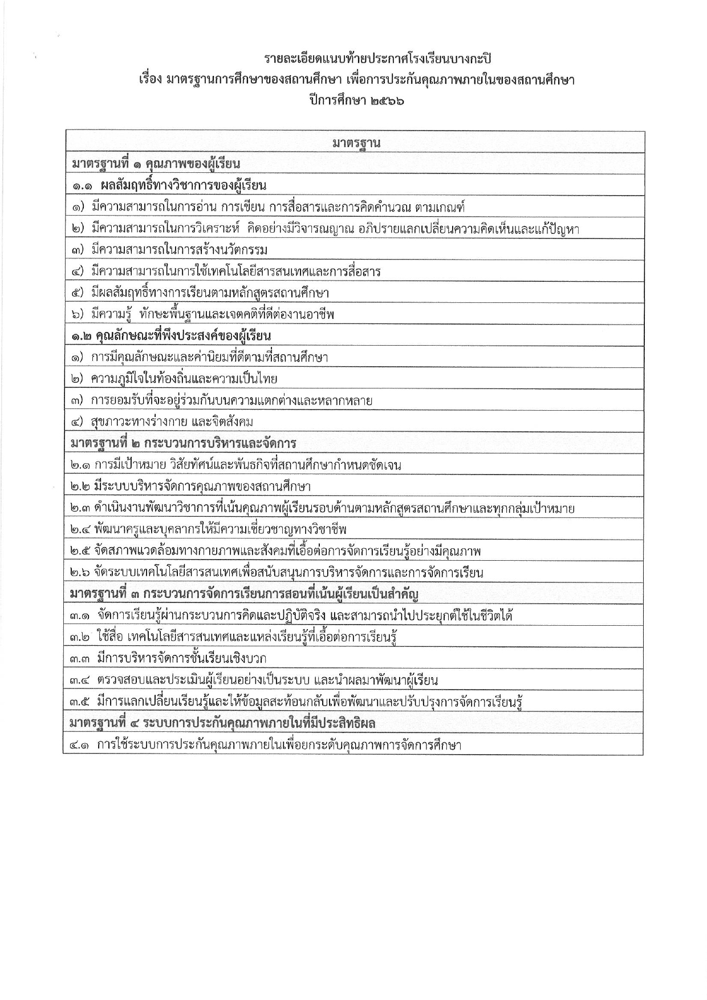 รายละเอียดแนบท้ายประกาศโรงเรียนบางกะปิ
เรื่อง มาตรฐานการศึกษาของสถานศึกษา เพื่อการประกันคุณภาพภายในของสถานศึกษา
ปีการศึกษา ๒๕๖๖
มาตรฐาน
มาตรฐานที่ ๑ คุณภาพของผู้เรียน
๑.๑ ผลสัมฤทธิ์ทางวิชาการของผู้เรียน
๑) มีความสามารถในการอ่าน การเขียน การสื่อสารและการคิดคำนวณ ตามเกณฑ์
๒) มีความสามารถในการวิเคราะห์ คิดอย่างมีวิจารณญาณ อภิปรายแลกเปลี่ยนความคิดเห็นและแก้ปัญหา
๓) มีความสามารถในการสร้างนวัตกรรม
๔) มีความสามารถในการใช้เทคโนโลยีสารสนเทศและการสื่อสาร
๕) มีผลสัมฤทธิ์ทางการเรียนตามหลักสูตรสถานศึกษา
๖) มีความรู้ ทักษะพื้นฐานและเจตคติที่ดีต่องานอาชีพ
๑.๒ คุณลักษณะที่พึงประสงค์ของผู้เรียน
๑) การมีคุณลักษณะและค่านิยมที่ดีตามที่สถานศึกษา
๒) ความภูมิใจในท้องถิ่นและความเป็นไทย
๓) การยอมรับที่จะอยู่ร่วมกันบนความแตกต่างและหลากหลาย
๔) สุขภาวะทางร่างกาย และจิตสังคม
มาตรฐานที่ ๒ กระบวนการบริหารและจัดการ
๒.๑ การมีเป้าหมาย วิสัยทัศน์และพันธกิจที่สถานศึกษากำหนดชัดเจน
๒.๒ มีระบบบริหารจัดการคุณภาพของสถานศึกษา
๒.๓ ดำเนินงานพัฒนาวิชาการที่เน้นคุณภาพผู้เรียนรอบด้านตามหลักสูตรสถานศึกษาและทุกกลุ่มเป้าหมาย
๒.๔ พัฒนาครูและบุคลากรให้มีความเชี่ยวชาญทางวิชาชีพ
๒.๕ จัดสภาพแวดล้อมทางกายภาพและสังคมที่เอื้อต่อการจัดการเรียนรู้อย่างมีคุณภาพ
๒.๖ จัดระบบเทคโนโลยีสารสนเทศเพื่อสนับสนุนการบริหารจัดการและการจัดการเรียน
มาตรฐานที่ ๓ กระบวนการจัดการเรียนการสอนที่เน้นผู้เรียนเป็นสำคัญ
๓.๑ จัดการเรียนรู้ผ่านกระบวนการคิดและปฏิบัติจริง และสามารถนำไปประยุกต์ใช้ในชีวิตได้
๓.๒ ใช้สื่อ เทคโนโลยีสารสนเทศและแหล่งเรียนรู้ที่เอื้อต่อการเรียนรู้
๓.๓ มีการบริหารจัดการชั้นเรียนเชิงบวก
๓.๔ ตรวจสอบและประเมินผู้เรียนอย่างเป็นระบบ และนำผลมาพัฒนาผู้เรียน
๓.๕ มีการแลกเปลี่ยนเรียนรู้และให้ข้อมูลสะท้อนกลับเพื่อพัฒนาและปรับปรุงการจัดการเรียนรู้
มาตรฐานที่ ๔ ระบบการประกันคุณภาพภายในที่มีประสิทธิผล
๔.๑ การใช้ระบบการประกันคุณภาพภายในเพื่อยกระดับคุณภาพการจัดการศึกษา